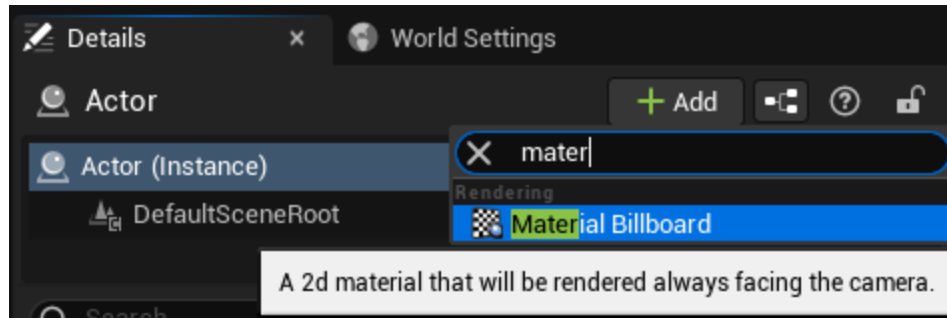 Details × World Settings
Actor + Add
mater
Actor (Instance)
Rendering
DefaultSceneRoot
Material Billboard
A 2d material that will be rendered always facing the camera.
Search